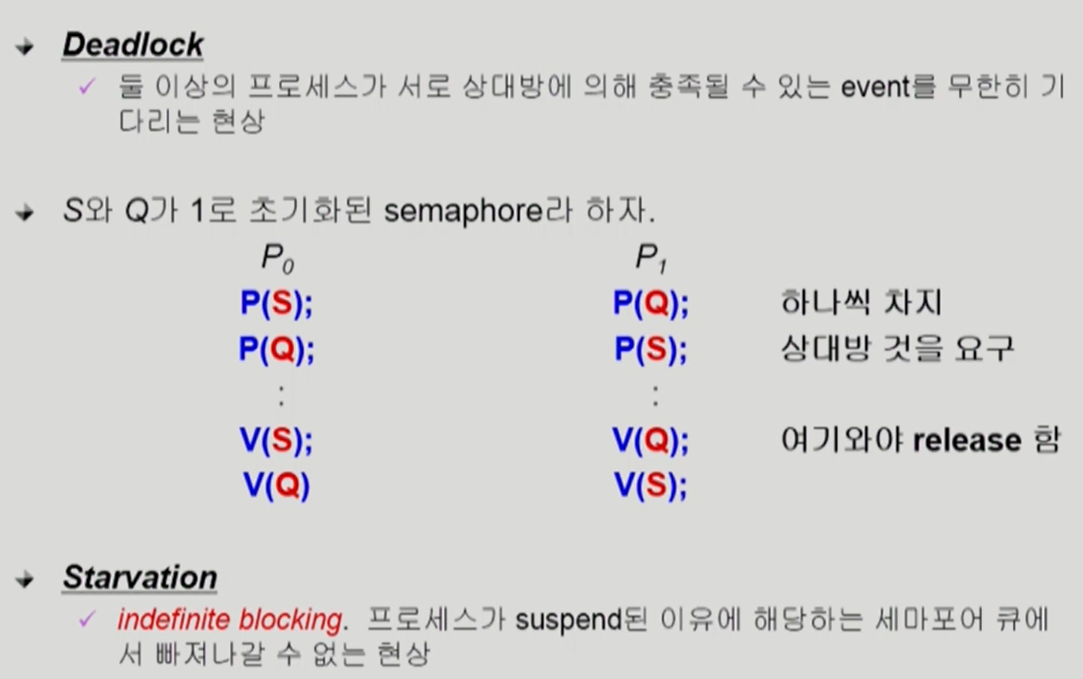 Deadlock
둘 이상의 프로세스가 서로 상대방에 의해 충족될 수 있는 event를 무한히 기
다리는 현상
S와 Q가 1로 초기화된 semaphore라 하자.
P0 P1
P(S); P(Q); 하나씩 차지
P(Q); P(S); 상대방 것을 요구
: :
V(S); V(Q); 여기와야 release 함
V(Q) V(S);
Starvation
indefinite blocking. 프로세스가 suspend된 이유에 해당하는 세마포어 큐에
서 빠져나갈 수 없는 현상